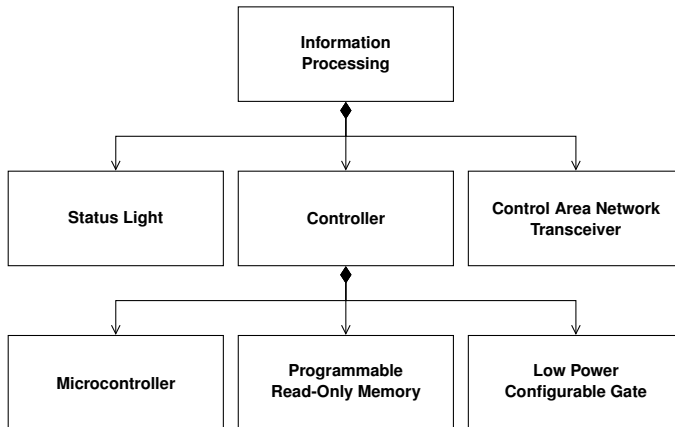 Information
Processing
Status Light
Controller
Control Area Network
Transceiver
Microcontroller
Programmable
Read-Only Memory
Low Power
Configurable Gate